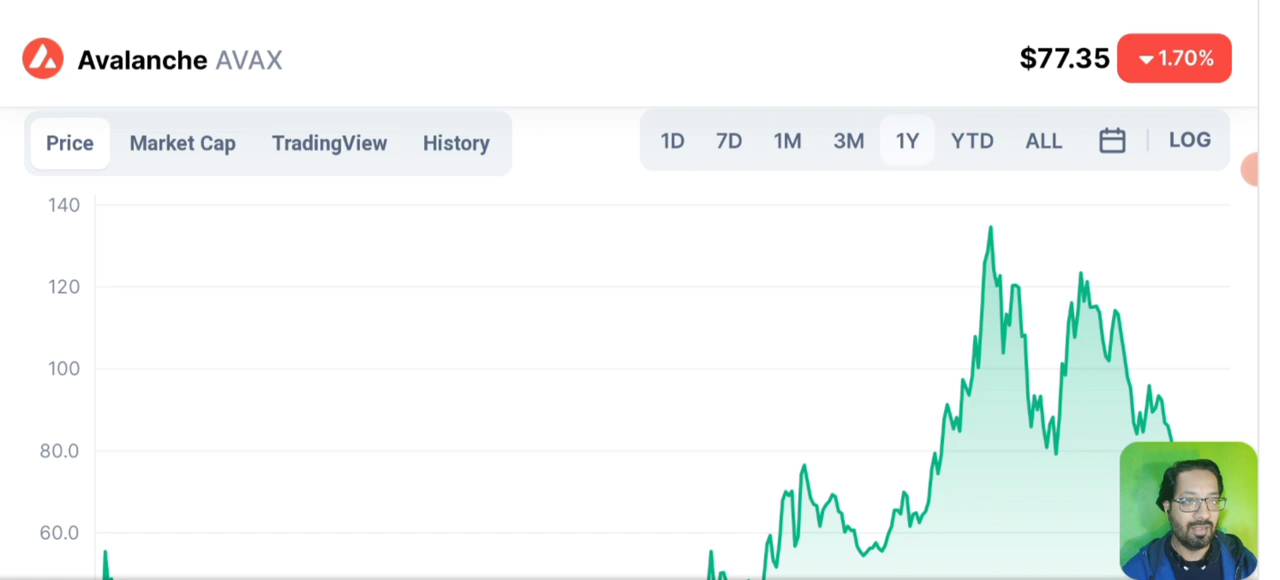 Avalanche AVAX $77.35 1.70%
Price Market Cap TradingView History 1D 7D 1M 3M 1Y YTD ALL LOG
140
120
100
80.0
60.0